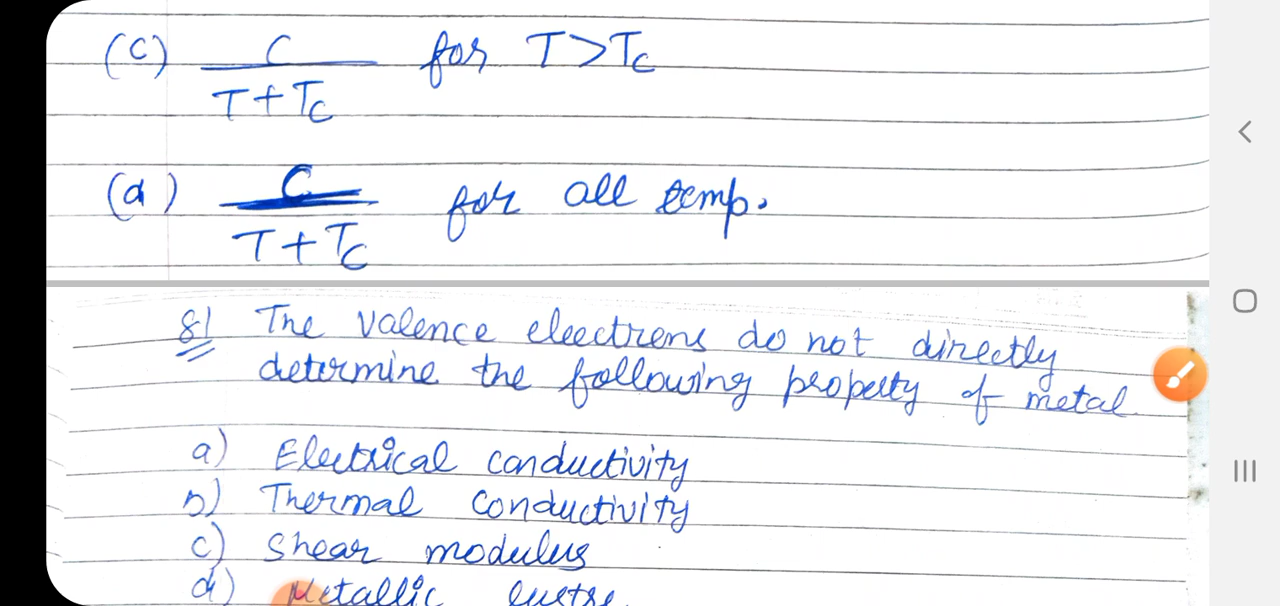 (c) C / T + Tc for T > Tc
(d) C / T + Tc for all temp.
8) The valence electrons do not directly
determine the following property of metal
a) Electrical conductivity
b) Thermal conductivity
c) Shear modulus
d) Metallic lustre